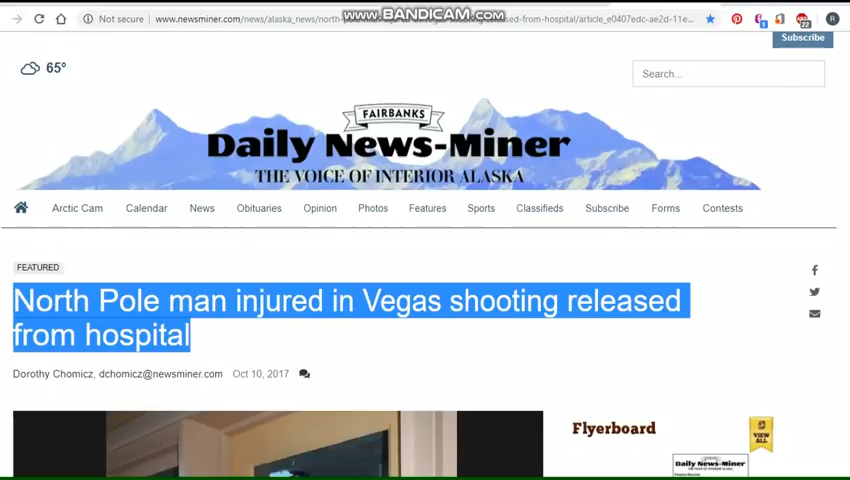 www.BANDICAM.com
Not secure www.newsminer.com/news/alaska_news/north-
-released-from-hospital/article_e0407edc-ae2d-11e...
22
R
Subscribe
65°
Search...
FAIRBANKS
Daily News-Miner
THE VOICE OF INTERIOR ALASKA
Arctic Cam Calendar News Obituaries Opinion Photos Features Sports Classifieds Subscribe Forms Contests
FEATURED
North Pole man injured in Vegas shooting released
from hospital
Dorothy Chomicz, dchomicz@newsminer.com Oct 10, 2017
Flyerboard
VIEW
ALL
Daily News-Miner